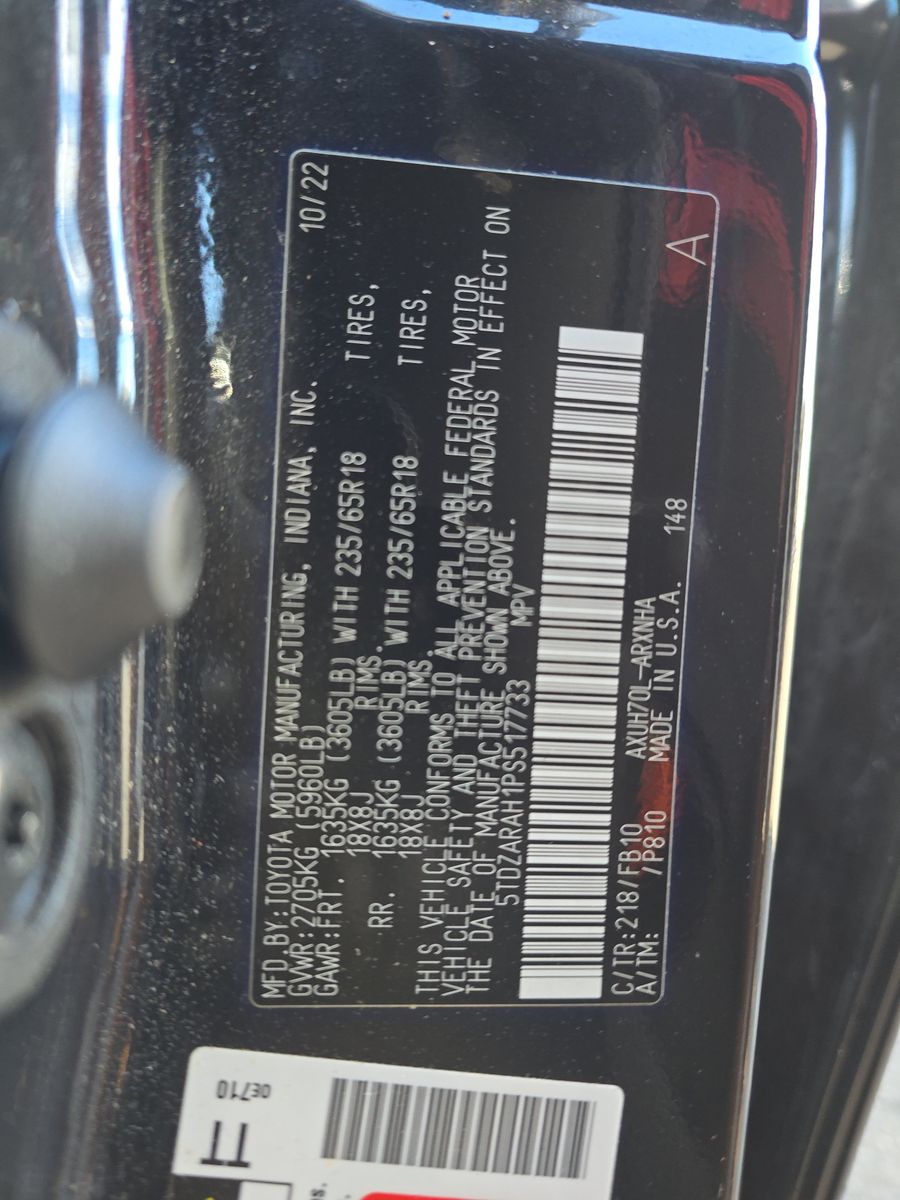 MFD BY:TOYOTA MOTOR MANUFACTURING, INDIANA, INC. 10/22
GVWR:2705KG (5960LB)
GAWR:FRT. 1635KG (3605LB) WITH 235/65R18 TIRES,
18X8J RIMS.
RR. 1635KG (3605LB) WITH 235/65R18 TIRES,
18X8J RIMS.
THIS VEHICLE CONFORMS TO ALL APPLICABLE FEDERAL MOTOR
VEHICLE SAFETY AND THEFT PREVENTION STANDARDS IN EFFECT ON
THE DATE OF MANUFACTURE SHOWN ABOVE.
5TDZARAH1PS517733 MPV
C/TR:218/FB10 AXUH70L-ARXNHA
A/TM: /P810 MADE IN U.S.A. 148 A
0E710
TT